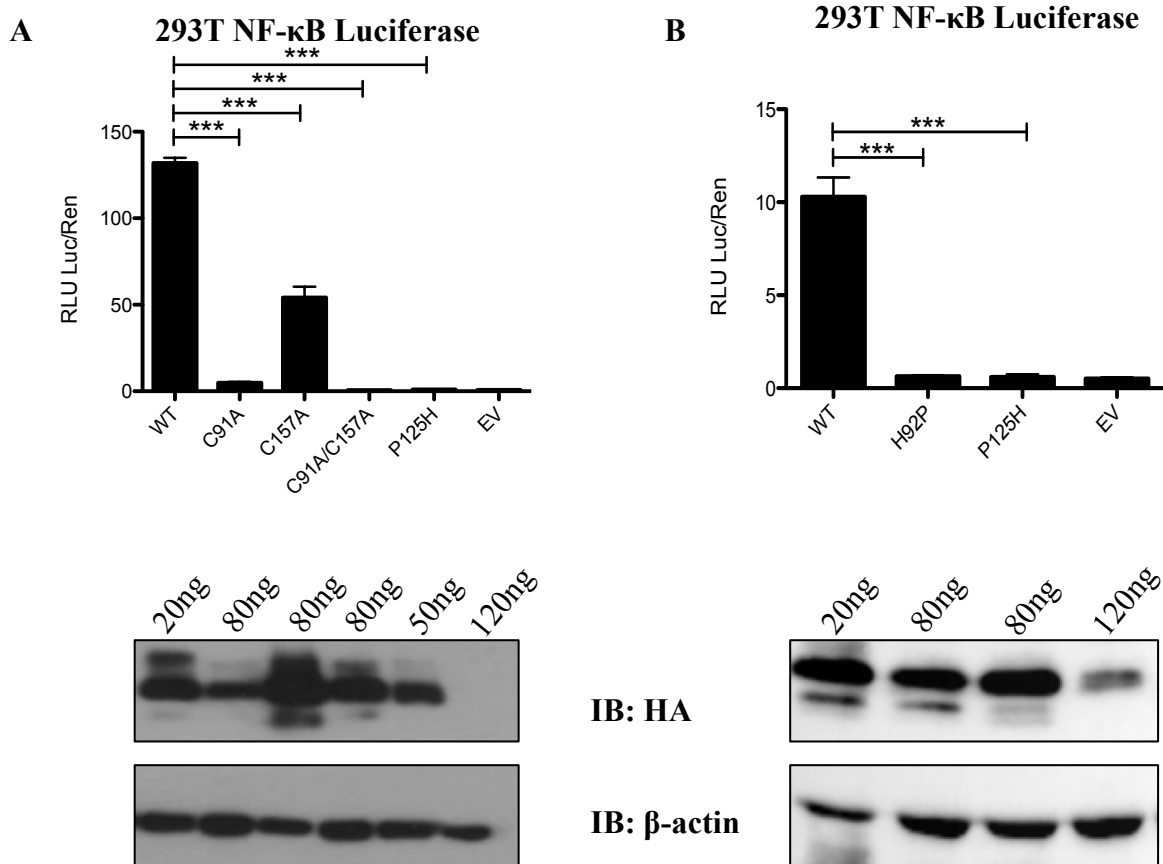 A
293T NF-κB Luciferase
***
***
***
***
RLU Luc/Ren
150
100
50
0
WT
C91A
C157A
C91A/C157A
P125H
EV
20ng
80ng
80ng
80ng
50ng
120ng
B
293T NF-κB Luciferase
***
***
RLU Luc/Ren
15
10
5
0
WT
H92P
P125H
EV
20ng
80ng
80ng
120ng
IB: HA
IB: β-actin